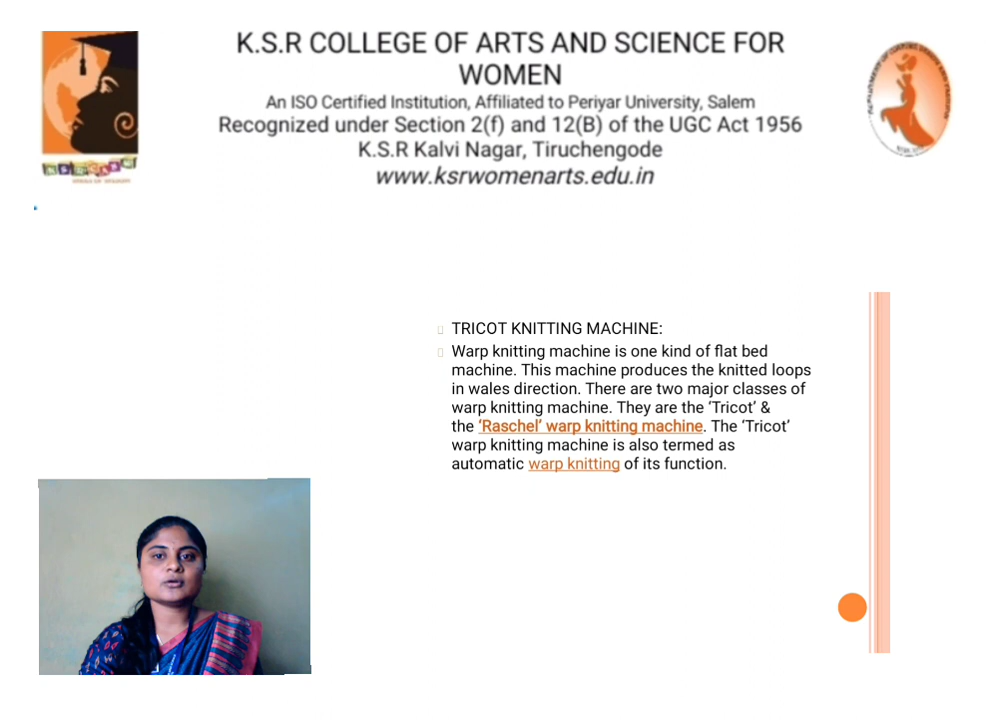 K.S.R COLLEGE OF ARTS AND SCIENCE FOR
WOMEN
An ISO Certified Institution, Affiliated to Periyar University, Salem
Recognized under Section 2(f) and 12(B) of the UGC Act 1956
K.S.R Kalvi Nagar, Tiruchengode
www.ksrwomenarts.edu.in
TRICOT KNITTING MACHINE:
Warp knitting machine is one kind of flat bed
machine. This machine produces the knitted loops
in wales direction. There are two major classes of
warp knitting machine. They are the ‘Tricot’ &
the ‘Raschel’ warp knitting machine. The ‘Tricot’
warp knitting machine is also termed as
automatic warp knitting of its function.